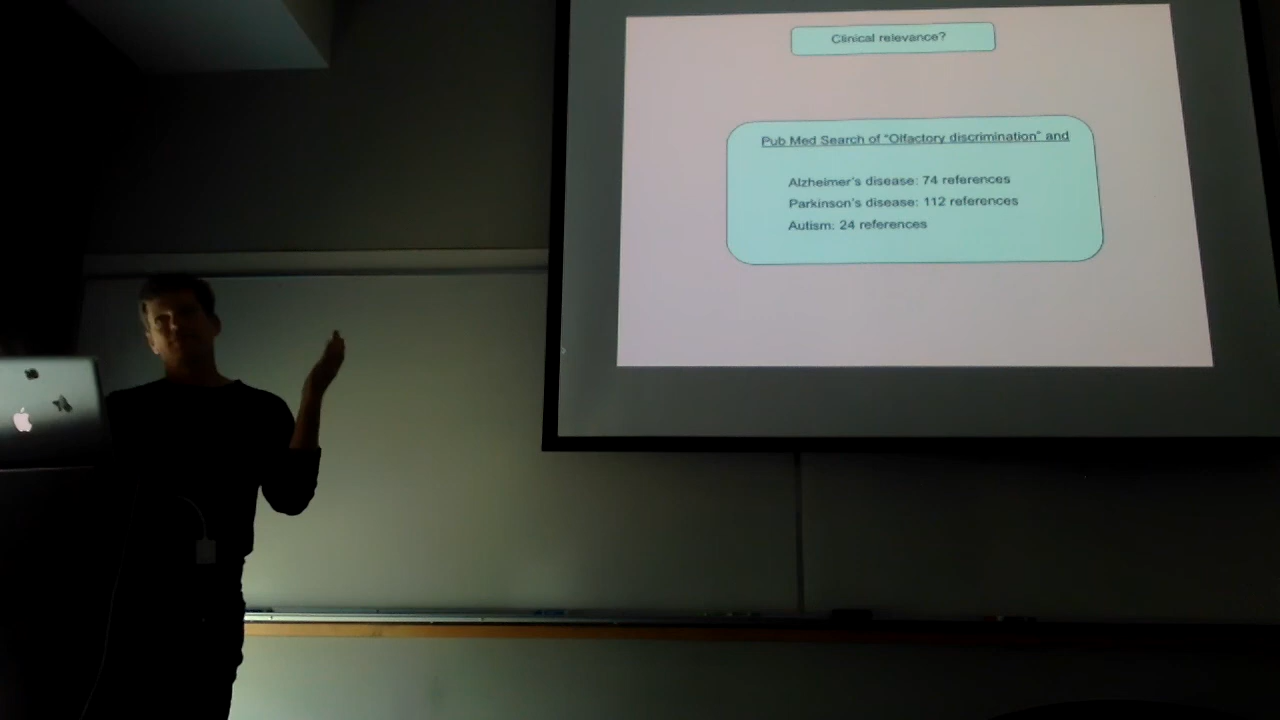 Clinical relevance?
Pub Med Search of "Olfactory discrimination" and
Alzheimer's disease: 74 references
Parkinson's disease: 112 references
Autism: 24 references